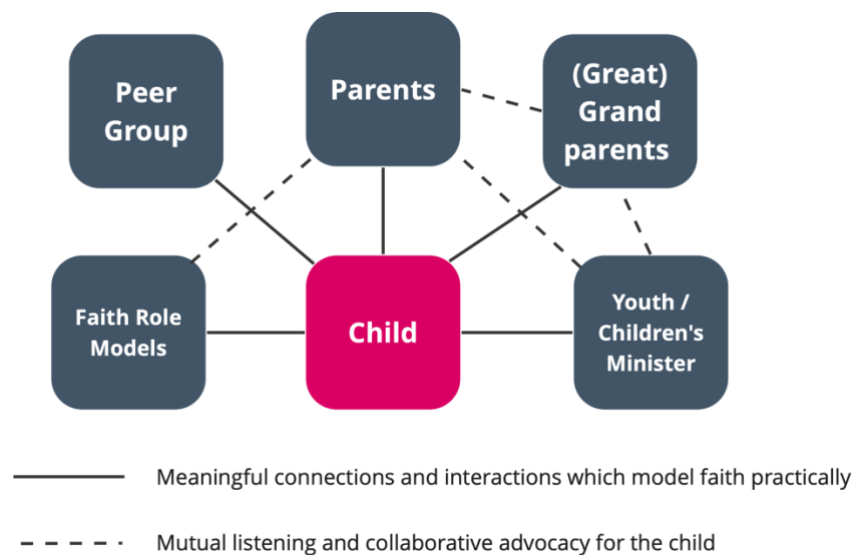 Peer
Group
Parents
(Great)
Grand
parents
Faith Role
Models
Child
Youth /
Children's
Minister
Meaningful connections and interactions which model faith practically
Mutual listening and collaborative advocacy for the child